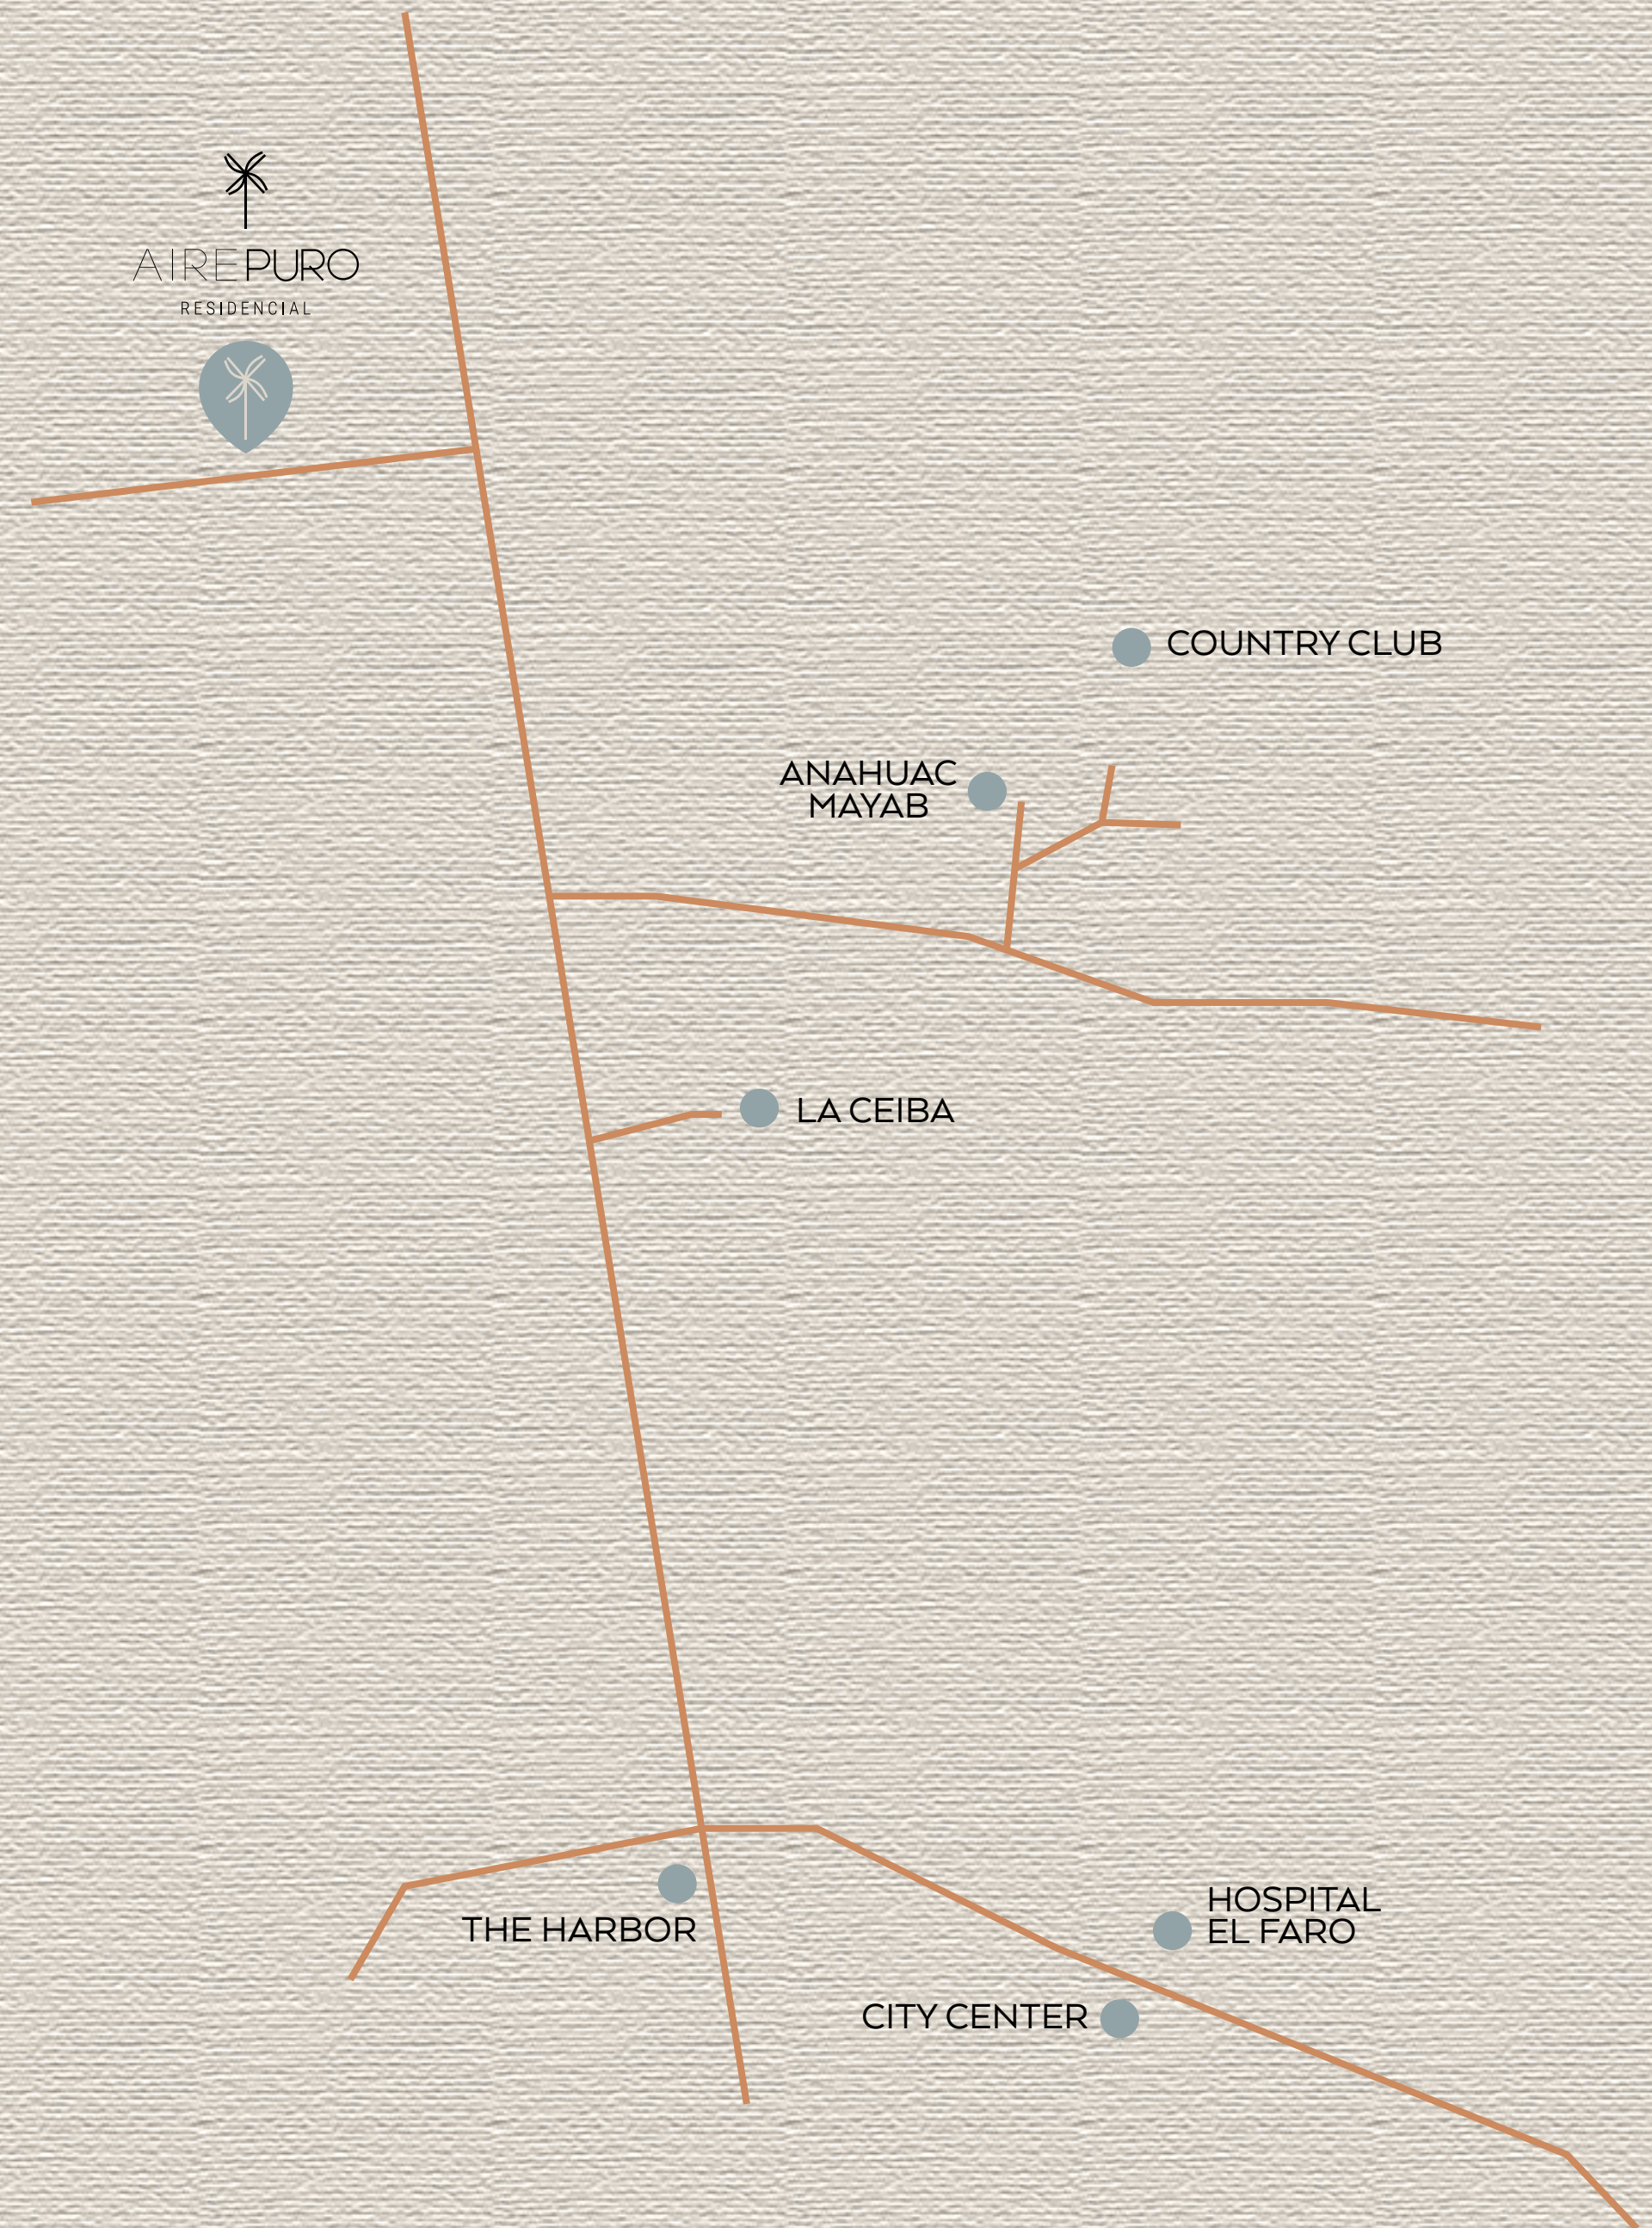 AIREPURO
RESIDENCIAL
COUNTRY CLUB
ANAHUAC
MAYAB
LA CEIBA
THE HARBOR
HOSPITAL
EL FARO
CITY CENTER